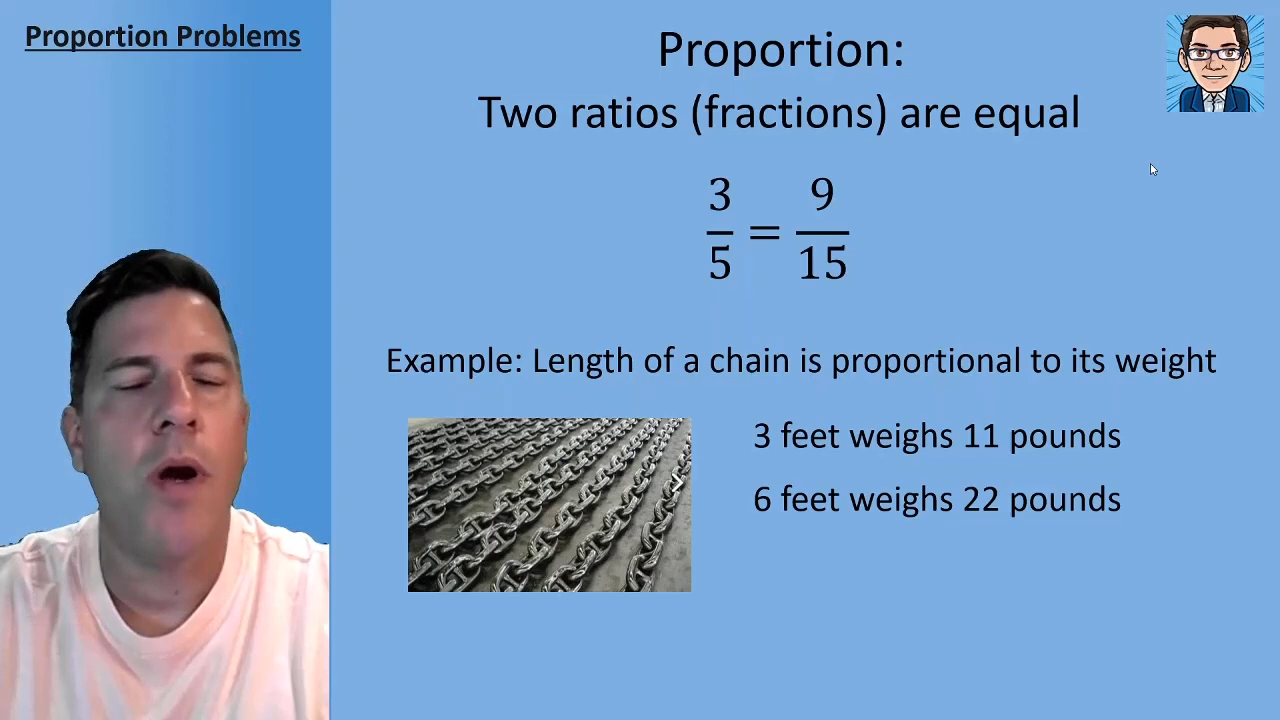 Proportion Problems
Proportion:
Two ratios (fractions) are equal
3/5 = 9/15
Example: Length of a chain is proportional to its weight
3 feet weighs 11 pounds
6 feet weighs 22 pounds